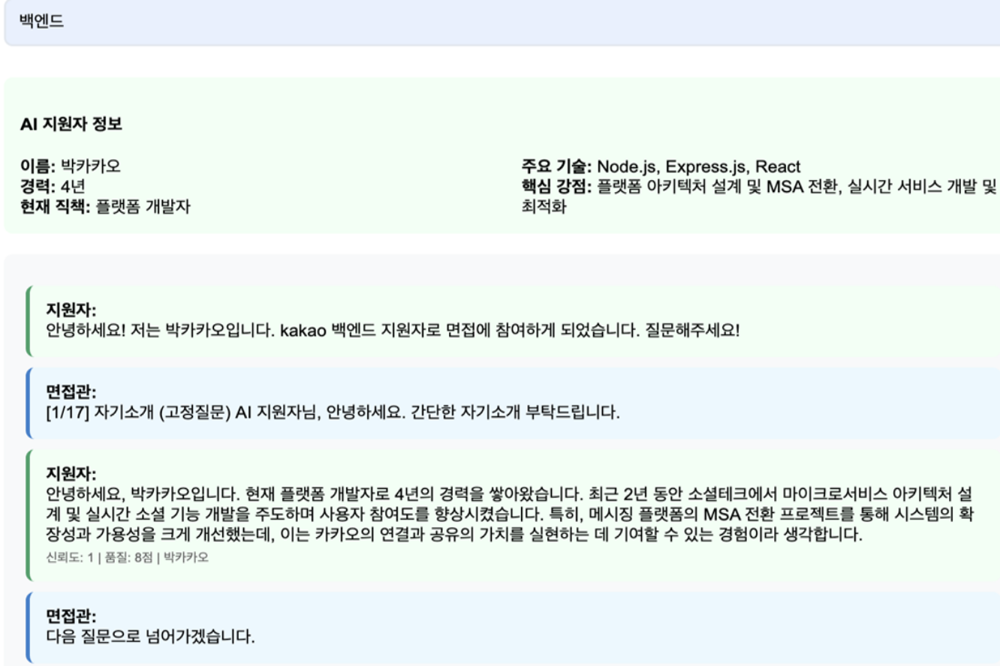 백엔드
AI 지원자 정보
이름: 박카카오
경력: 4년
현재 직책: 플랫폼 개발자
주요 기술: Node.js, Express.js, React
핵심 강점: 플랫폼 아키텍처 설계 및 MSA 전환, 실시간 서비스 개발 및
최적화
지원자:
안녕하세요! 저는 박카카오입니다. kakao 백엔드 지원자로 면접에 참여하게 되었습니다. 질문해주세요!
면접관:
[1/17] 자기소개 (고정질문) AI 지원자님, 안녕하세요. 간단한 자기소개 부탁드립니다.
지원자:
안녕하세요, 박카카오입니다. 현재 플랫폼 개발자로 4년의 경력을 쌓아왔습니다. 최근 2년 동안 소셜테크에서 마이크로서비스 아키텍처 설
계 및 실시간 소셜 기능 개발을 주도하며 사용자 참여도를 향상시켰습니다. 특히, 메시징 플랫폼의 MSA 전환 프로젝트를 통해 시스템의 확
장성과 가용성을 크게 개선했는데, 이는 카카오의 연결과 공유의 가치를 실현하는 데 기여할 수 있는 경험이라 생각합니다.
신뢰도: 1 | 품질: 8점 | 박카카오
면접관:
다음 질문으로 넘어가겠습니다.